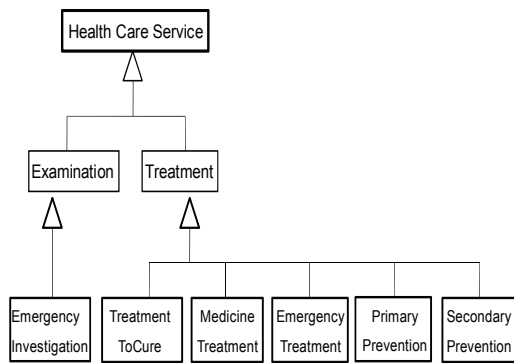 Health Care Service
Examination
Treatment
Emergency
Investigation
Treatment
ToCure
Medicine
Treatment
Emergency
Treatment
Primary
Prevention
Secondary
Prevention